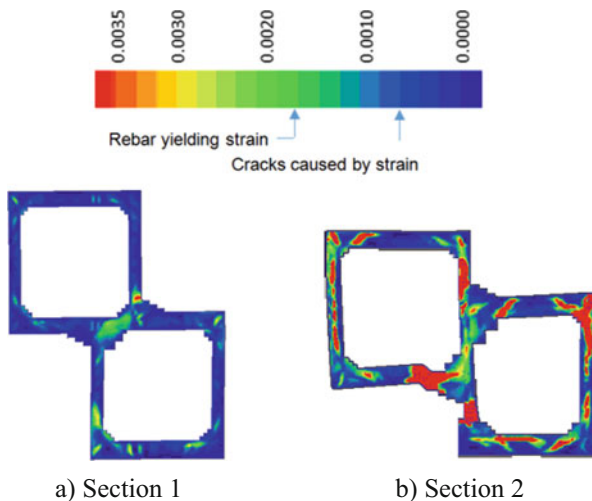 0.0035 0.0030 0.0020 0.0010 0.0000
Rebar yielding strain
Cracks caused by strain
a) Section 1 b) Section 2